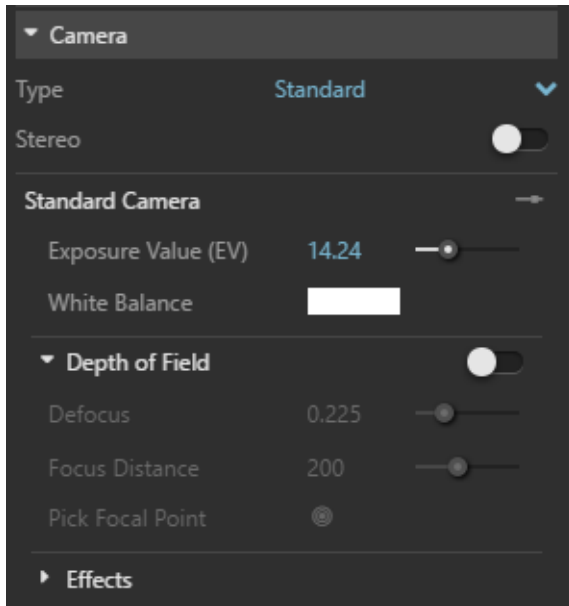 Camera
Type Standard
Stereo
Standard Camera
Exposure Value (EV) 14.24
White Balance
Depth of Field
Defocus 0.225
Focus Distance 200
Pick Focal Point
Effects